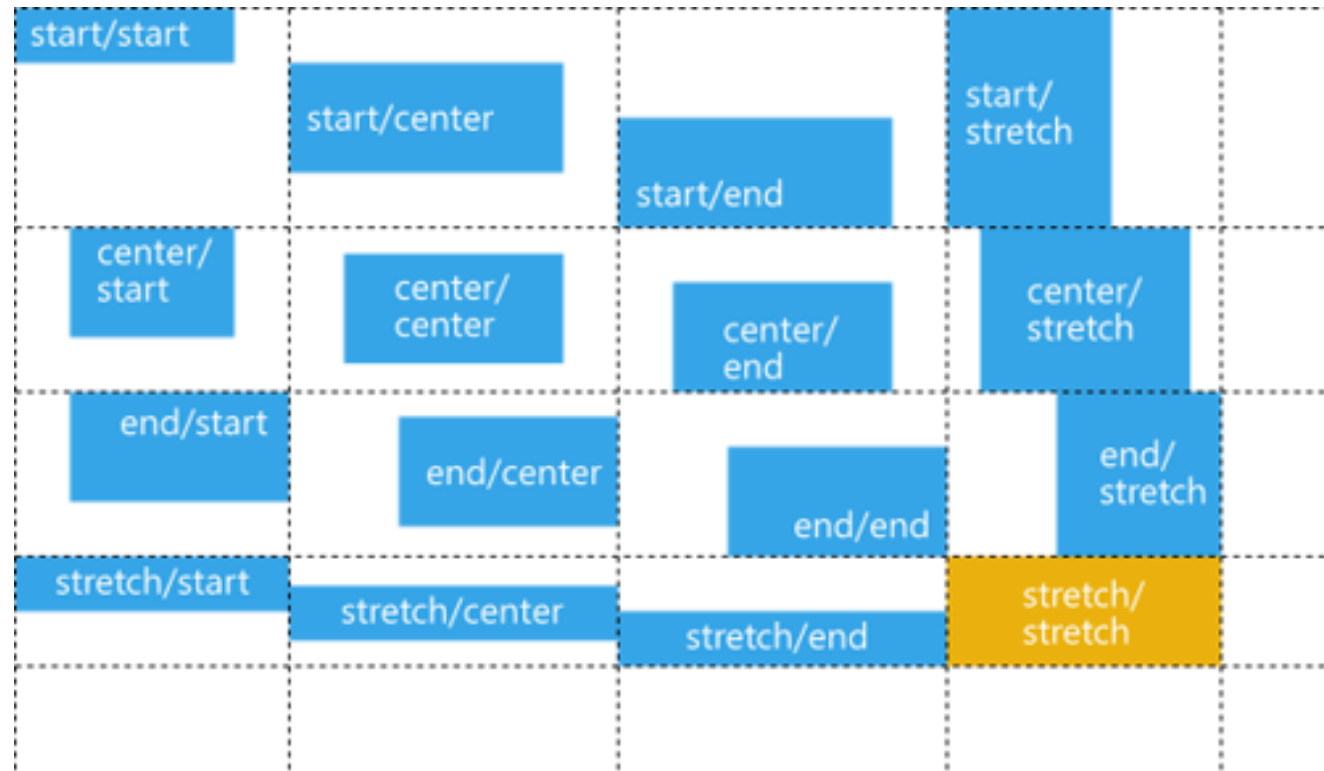 start/start
start/center
start/end
start/
stretch
center/
start
center/
center
center/
end
center/
stretch
end/start
end/center
end/end
end/
stretch
stretch/start
stretch/center
stretch/end
stretch/
stretch